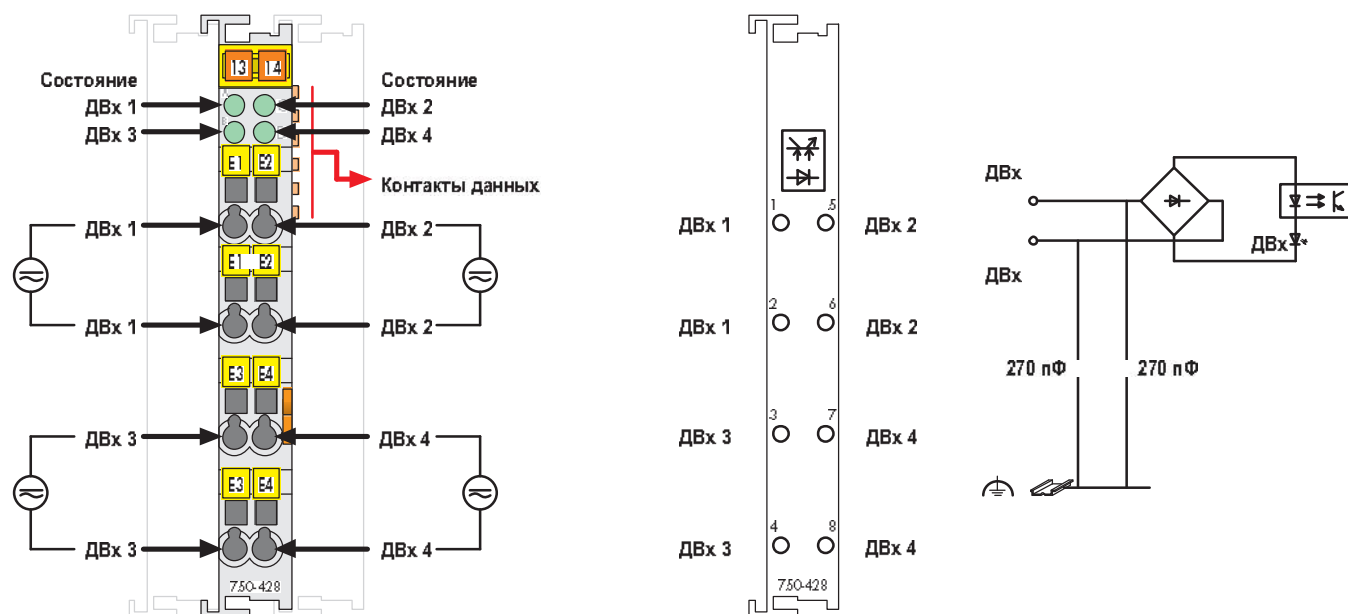 13 14
Состояние
Состояние
ДВх 1
ДВх 2
ДВх 3
ДВх 4
E1 E2
Контакты данных
ДВх 1
ДВх 2
E1 E2
ДВх 1
ДВх 2
E3 E4
ДВх 3
ДВх 4
E3 E4
ДВх 3
ДВх 4
750-428
1 5
ДВх 1
ДВх 2
2 6
ДВх 1
ДВх 2
3 7
ДВх 3
ДВх 4
4 8
ДВх 3
ДВх 4
750-428
ДВх
ДВх
ДВх
270 пФ
270 пФ